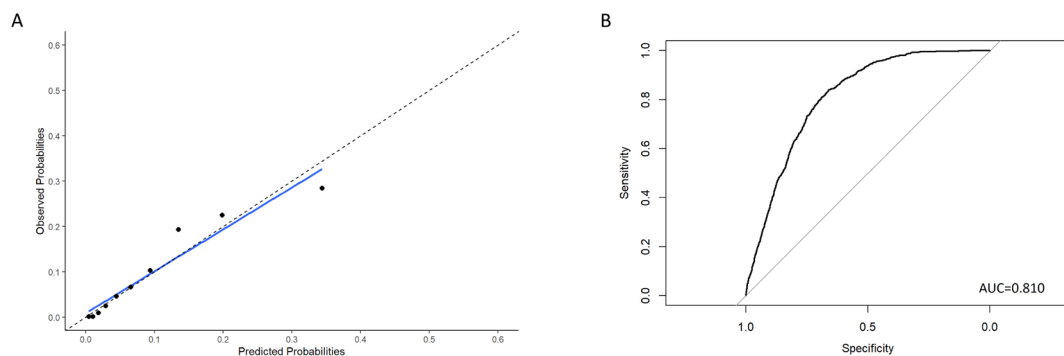 A
0.6
0.5
0.4
0.3
0.2
0.1
0.0
Observed Probabilities
0.0 0.1 0.2 0.3 0.4 0.5 0.6
Predicted Probabilities
B
1.0
0.8
0.6
0.4
0.2
0.0
Sensitivity
AUC=0.810
1.0 0.5 0.0
Specificity